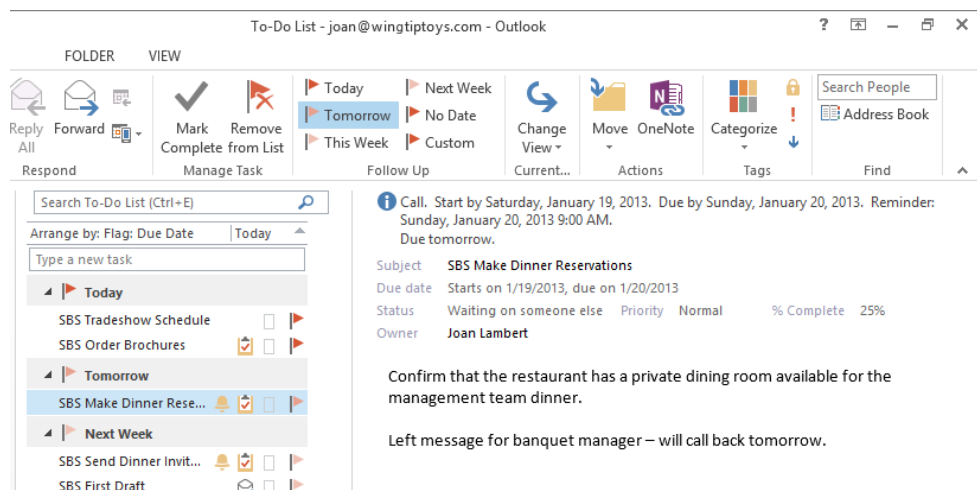 To-Do List - joan@wingtiptoys.com - Outlook
?
FOLDER VIEW
Reply All
Forward
Mark Complete
Remove from List
Today
Tomorrow
This Week
Next Week
No Date
Custom
Change View
Move
OneNote
Categorize
Search People
Address Book
Respond
Manage Task
Follow Up
Current...
Actions
Tags
Find
Search To-Do List (Ctrl+E)
Arrange by: Flag: Due Date Today
Type a new task
Today
SBS Tradeshow Schedule
SBS Order Brochures
Tomorrow
SBS Make Dinner Rese...
Next Week
SBS Send Dinner Invit...
SBS First Draft
Call. Start by Saturday, January 19, 2013. Due by Sunday, January 20, 2013. Reminder:
Sunday, January 20, 2013 9:00 AM.
Due tomorrow.
Subject SBS Make Dinner Reservations
Due date Starts on 1/19/2013, due on 1/20/2013
Status Waiting on someone else Priority Normal % Complete 25%
Owner Joan Lambert
Confirm that the restaurant has a private dining room available for the
management team dinner.
Left message for banquet manager – will call back tomorrow.